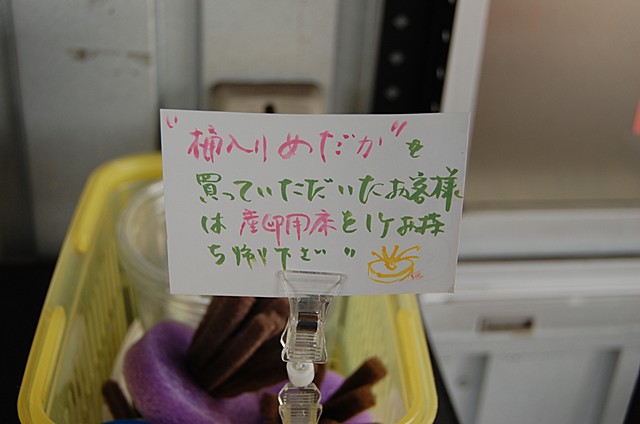 "桶入りめだか"を
買っていただいたお客様
は産卵用床を1ケお持
ち帰り下さい